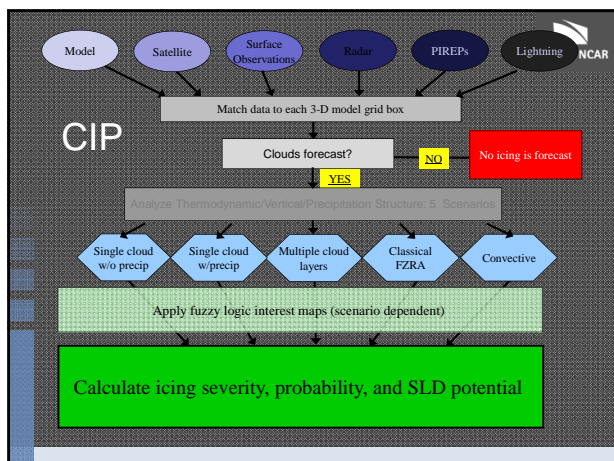 Model
Satellite
Surface
Observations
Radar
PIREPs
Lightning
NCAR
Match data to each 3-D model grid box
CIP
Clouds forecast?
NO
No icing is forecast
YES
Analyze Thermodynamic/Vertical/Precipitation Structure: 5 Scenarios
Single cloud
w/o precip
Single cloud
w/precip
Multiple cloud
layers
Classical
FZRA
Convective
Apply fuzzy logic interest maps (scenario dependent)
Calculate icing severity, probability, and SLD potential